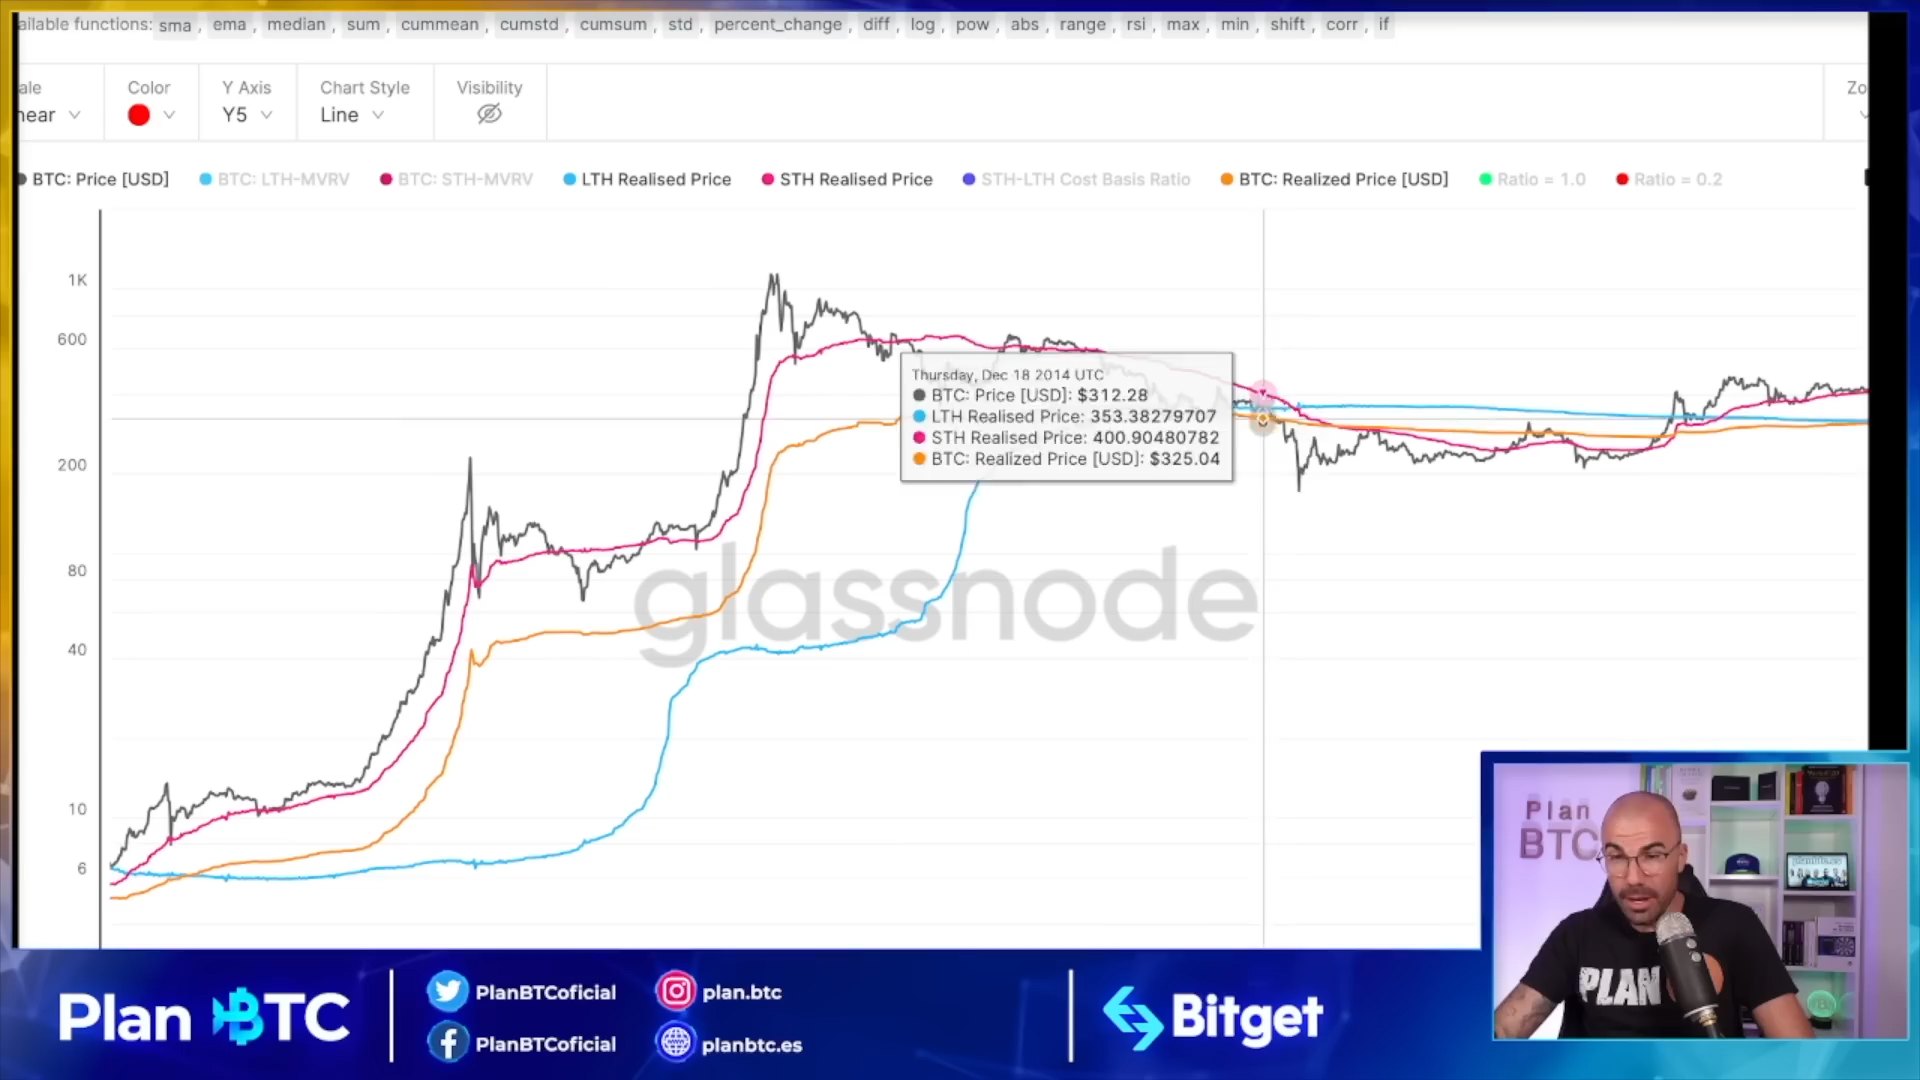 ailable functions: sma , ema , median , sum , cummean , cumstd , cumsum , std , percent_change , diff , log , pow , abs , range , rsi , max , min , shift , corr , if
ale
near
Color
Y Axis
Y5
Chart Style
Line
Visibility
Zo
BTC: Price [USD]
BTC: LTH-MVRV
BTC: STH-MVRV
LTH Realised Price
STH Realised Price
STH-LTH Cost Basis Ratio
BTC: Realized Price [USD]
Ratio = 1.0
Ratio = 0.2
1K
600
200
80
40
10
6
Thursday, Dec 18 2014 UTC
BTC: Price [USD]: $312.28
LTH Realised Price: 353.38279707
STH Realised Price: 400.90480782
BTC: Realized Price [USD]: $325.04
glassnode
Plan
BTC
PLAN
Plan BTC
PlanBTCoficial
plan.btc
PlanBTCoficial
planbtc.es
Bitget